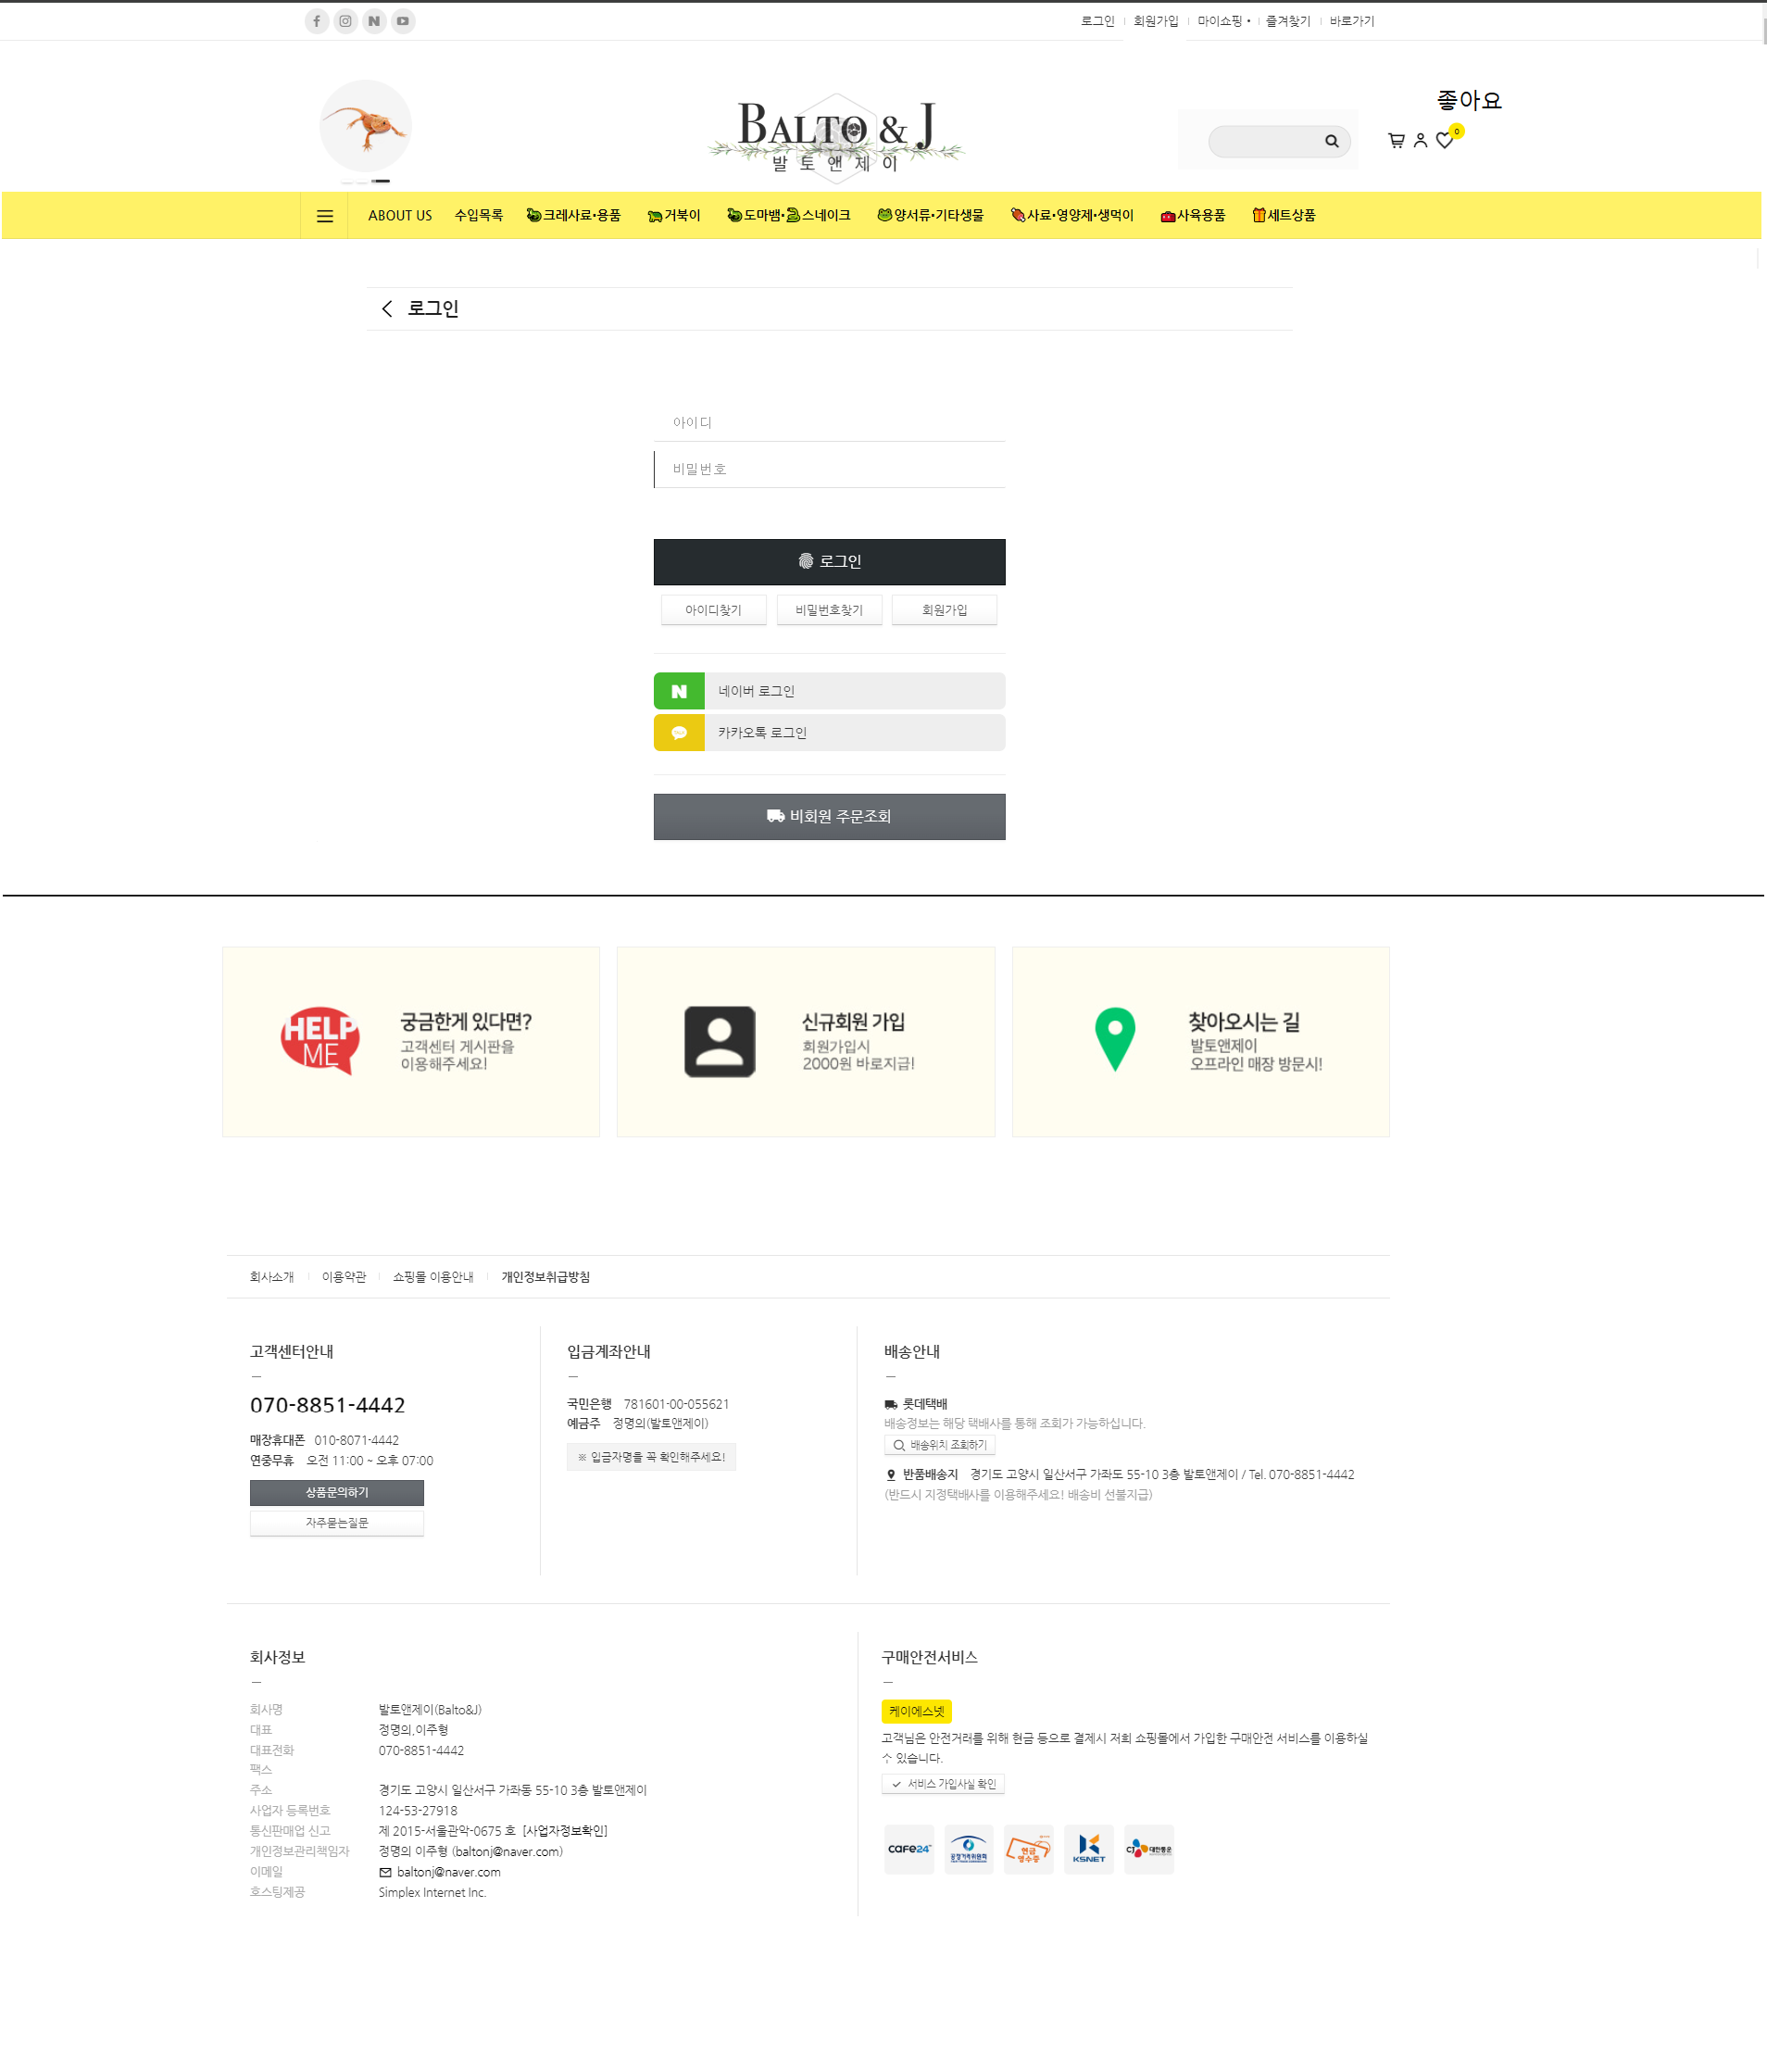 로그인 회원가입 마이쇼핑 • 즐겨찾기 바로가기
좋아요
BALTO & J
발토앤제이
0
ABOUT US 수입목록 크레사료•용품 거북이 도마뱀•스네이크 양서류•기타생물 사료•영양제•생먹이 사육용품 세트상품
로그인
아이디
비밀번호
로그인
아이디찾기 비밀번호찾기 회원가입
N 네이버 로그인
카카오톡 로그인
비회원 주문조회
HELP ME
궁금한게 있다면?
고객센터 게시판을
이용해주세요!
신규회원 가입
회원가입시
2000원 바로지급!
찾아오시는 길
발토앤제이
오프라인 매장 방문시!
회사소개 이용약관 쇼핑몰 이용안내 개인정보취급방침
고객센터안내
070-8851-4442
매장휴대폰 010-8071-4442
연중무휴 오전 11:00 ~ 오후 07:00
상품문의하기
자주묻는질문
입금계좌안내
국민은행 781601-00-055621
예금주 정명의(발토앤제이)
※ 입금자명을 꼭 확인해주세요!
배송안내
롯데택배
배송정보는 해당 택배사를 통해 조회가 가능하십니다.
배송위치 조회하기
반품배송지 경기도 고양시 일산서구 가좌도 55-10 3층 발토앤제이 / Tel. 070-8851-4442
(반드시 지정택배사를 이용해주세요! 배송비 선불지급)
회사정보
회사명 발토앤제이(Balto&J)
대표 정명의,이주형
대표전화 070-8851-4442
팩스
주소 경기도 고양시 일산서구 가좌동 55-10 3층 발토앤제이
사업자 등록번호 124-53-27918
통신판매업 신고 제 2015-서울관악-0675 호 [사업자정보확인]
개인정보관리책임자 정명의 이주형 (baltonj@naver.com)
이메일 baltonj@naver.com
호스팅제공 Simplex Internet Inc.
구매안전서비스
케이에스넷
고객님은 안전거래를 위해 현금 등으로 결제시 저희 쇼핑몰에서 가입한 구매안전 서비스를 이용하실
수 있습니다.
서비스 가입사실 확인
CAFE24 공정거래위원회 현금영수증 KSNET CJ 대한통운